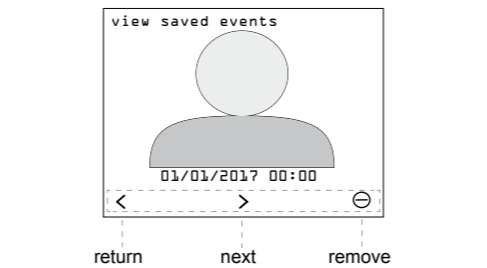 view saved events
01/01/2017 00:00
return next remove